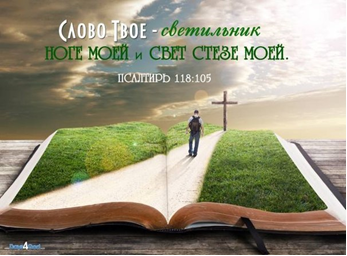 Слово Твое - светильник
ноге моей и свет стезе моей.
Псалтирь 118:105